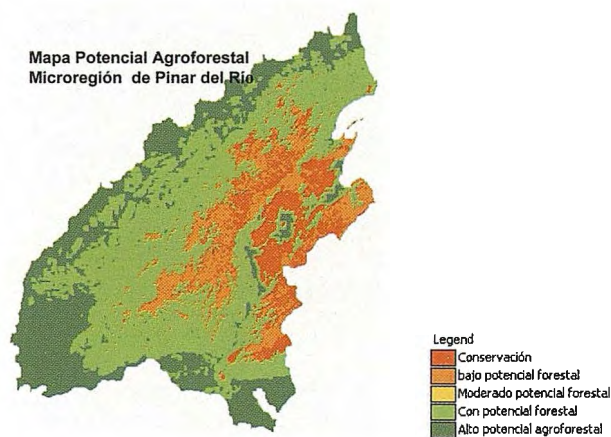 Mapa Potencial Agroforestal
Microregión de Pinar del Río
Legend
Conservación
bajo potencial forestal
Moderado potencial forestal
Con potencial forestal
Alto potencial agroforestal